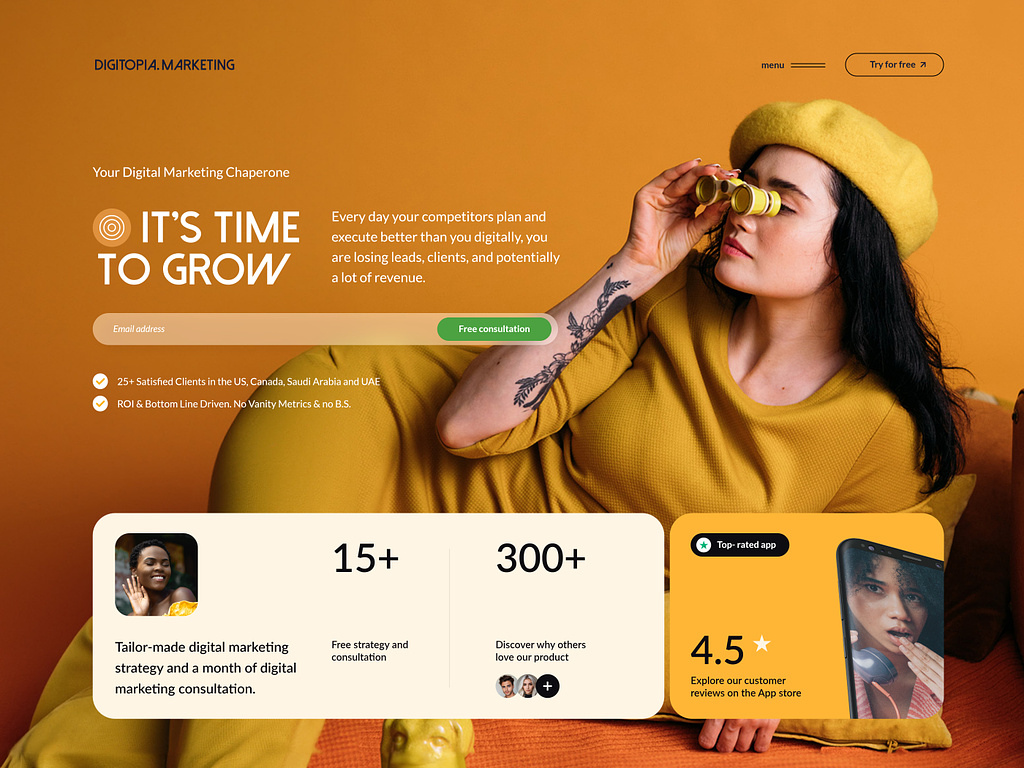 DIGITOPIA.MARKETING
menu
Try for free
Your Digital Marketing Chaperone
IT'S TIME
TO GROW
Every day your competitors plan and
execute better than you digitally, you
are losing leads, clients, and potentially
a lot of revenue.
Email address
Free consultation
25+ Satisfied Clients in the US, Canada, Saudi Arabia and UAE
ROI & Bottom Line Driven. No Vanity Metrics & no B.S.
Tailor-made digital marketing
strategy and a month of digital
marketing consultation.
15+
Free strategy and
consultation
300+
Discover why others
love our product
+
Top- rated app
4.5
Explore our customer
reviews on the App store